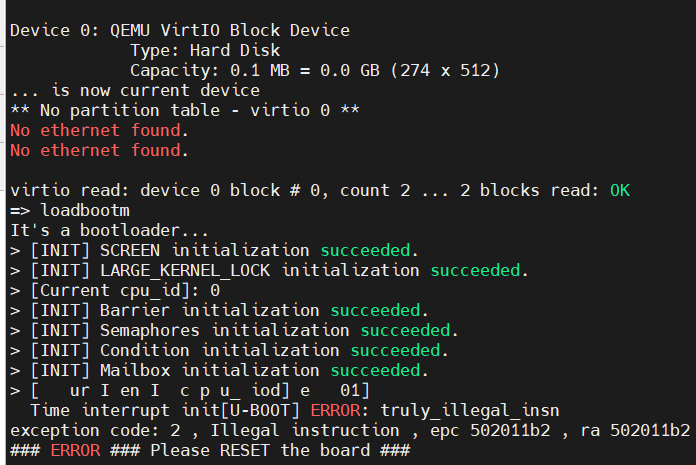 Device 0: QEMU VirtIO Block Device
Type: Hard Disk
Capacity: 0.1 MB = 0.0 GB (274 x 512)
... is now current device
** No partition table - virtio 0 **
No ethernet found.
No ethernet found.
virtio read: device 0 block # 0, count 2 ... 2 blocks read: OK
=> loadbootm
It's a bootloader...
> [INIT] SCREEN initialization succeeded.
> [INIT] LARGE_KERNEL_LOCK initialization succeeded.
> [Current cpu_id]: 0
> [INIT] Barrier initialization succeeded.
> [INIT] Semaphores initialization succeeded.
> [INIT] Condition initialization succeeded.
> [INIT] Mailbox initialization succeeded.
> [   ur I en I  c p u_ iod] e   01]
Time interrupt init[U-BOOT] ERROR: truly_illegal_insn
exception code: 2 , Illegal instruction , epc 502011b2 , ra 502011b2
### ERROR ### Please RESET the board ###